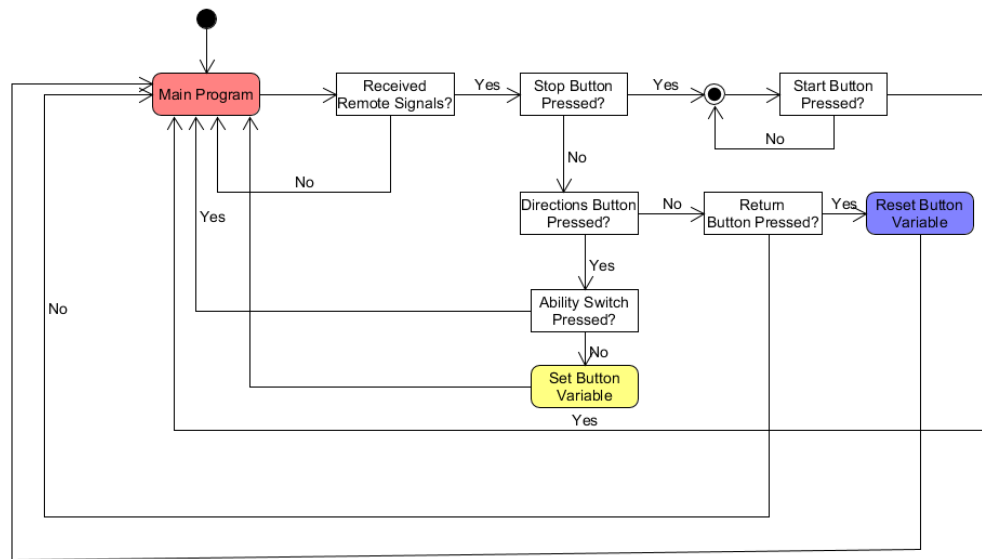 Main Program
Received
Remote Signals?
Yes
Stop Button
Pressed?
Yes
Start Button
Pressed?
No
No
No
Yes
Directions Button
Pressed?
No
Return
Button Pressed?
Yes
Reset Button
Variable
Yes
No
Ability Switch
Pressed?
No
Set Button
Variable
Yes